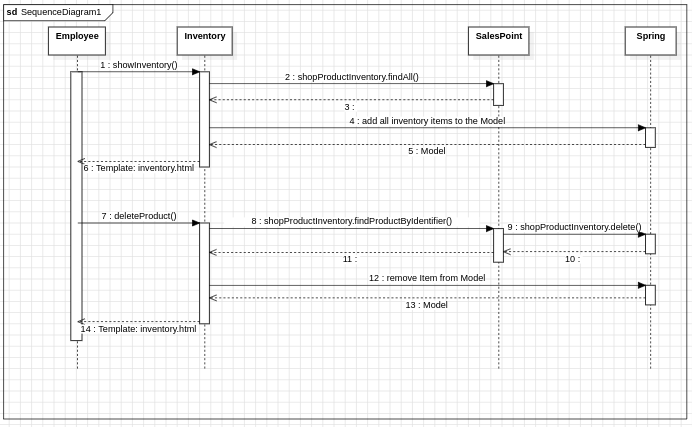 sd SequenceDiagram1
Employee
Inventory
SalesPoint
Spring
1 : showInventory()
2 : shopProductInventory.findAll()
3 :
4 : add all inventory items to the Model
5 : Model
6 : Template: inventory.html
7 : deleteProduct()
8 : shopProductInventory.findProductByIdentifier()
9 : shopProductInventory.delete()
10 :
11 :
12 : remove Item from Model
13 : Model
14 : Template: inventory.html